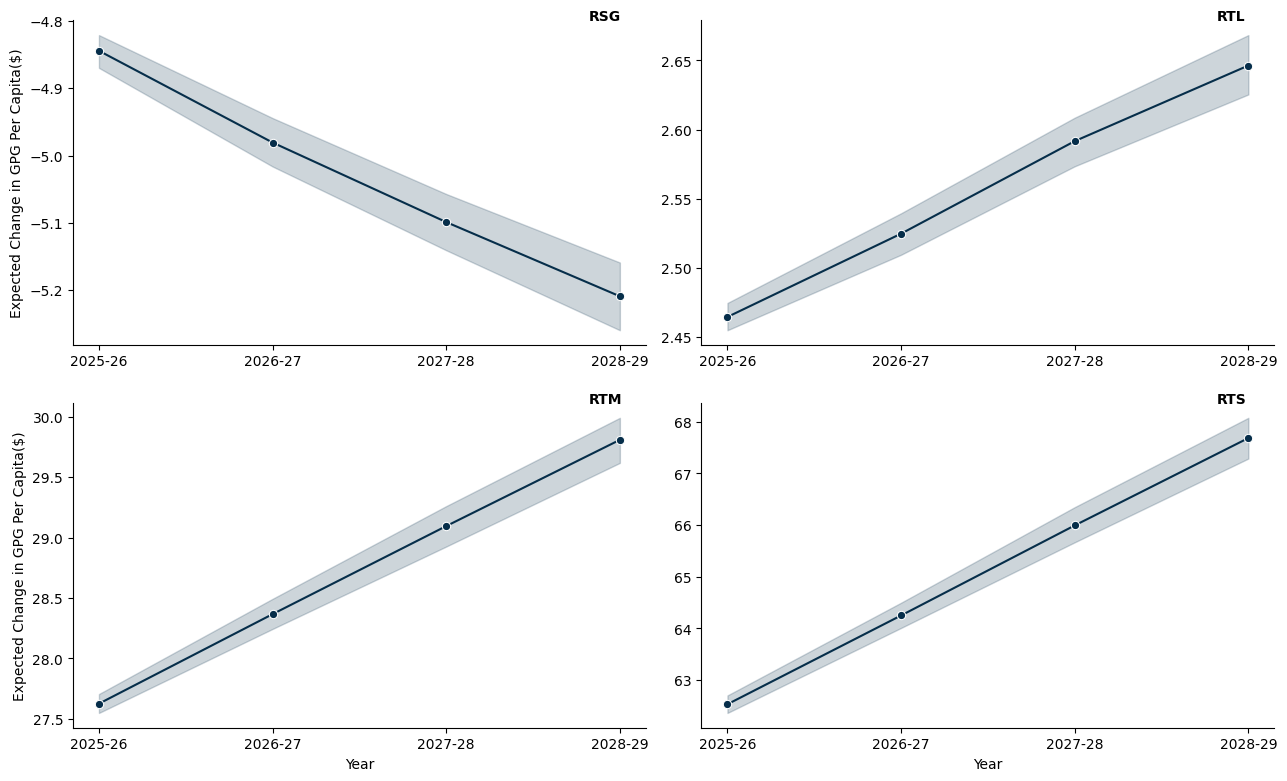 RSG
Expected Change in GPG Per Capita($)
−4.8
−4.9
−5.0
−5.1
−5.2
2025-26 2026-27 2027-28 2028-29
RTL
2.65
2.60
2.55
2.50
2.45
2025-26 2026-27 2027-28 2028-29
RTM
Expected Change in GPG Per Capita($)
30.0
29.5
29.0
28.5
28.0
27.5
2025-26 2026-27 2027-28 2028-29
Year
RTS
68
67
66
65
64
63
2025-26 2026-27 2027-28 2028-29
Year